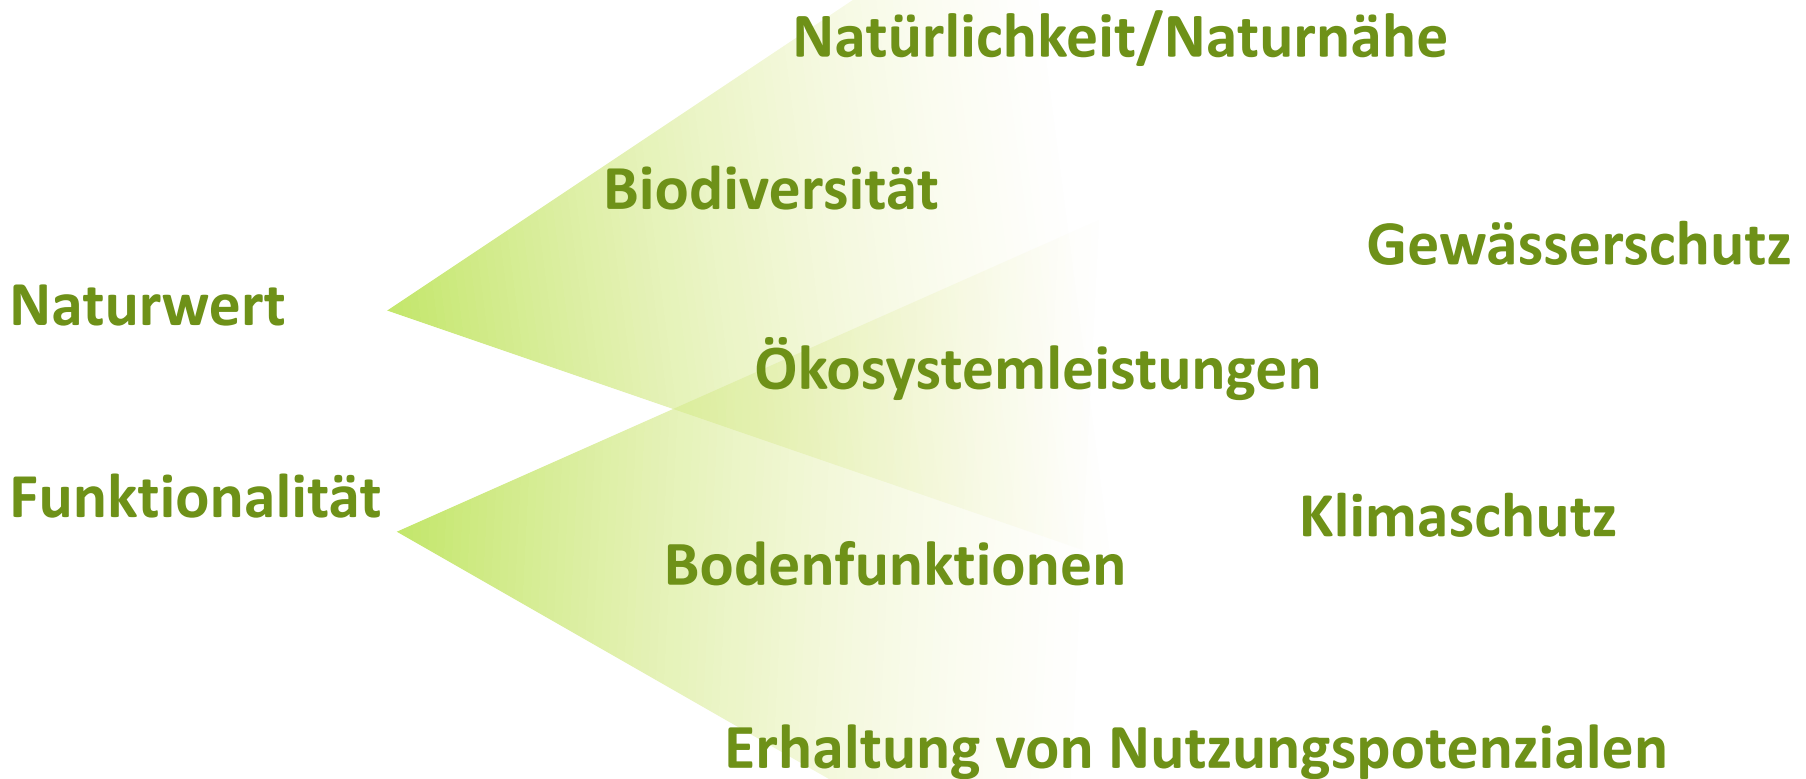 Natürlichkeit/Naturnähe
Biodiversität
Gewässerschutz
Naturwert
Ökosystemleistungen
Funktionalität
Klimaschutz
Bodenfunktionen
Erhaltung von Nutzungspotenzialen